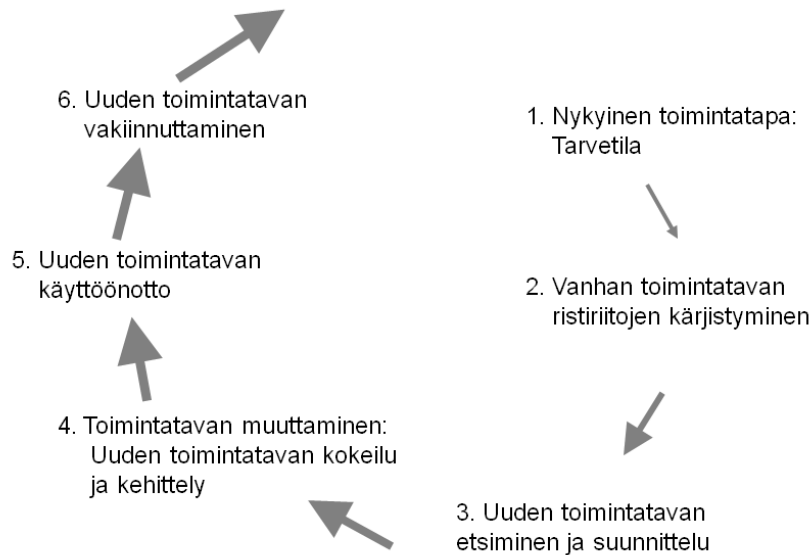 1. Nykyinen toimintatapa:
Tarvetila
2. Vanhan toimintatavan
ristiriitojen kärjistyminen
3. Uuden toimintatavan
etsiminen ja suunnittelu
4. Toimintatavan muuttaminen:
Uuden toimintatavan kokeilu
ja kehittely
5. Uuden toimintatavan
käyttöönotto
6. Uuden toimintatavan
vakiinnuttaminen